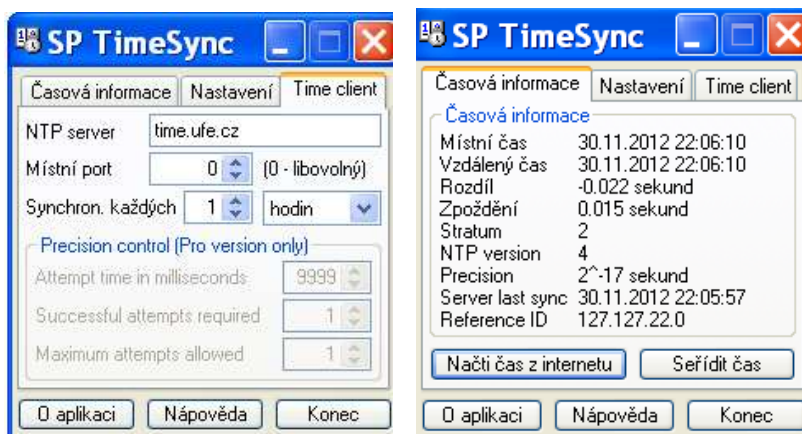 SP TimeSync
Časová informace Nastavení Time client
NTP server time.ufe.cz
Místní port 0 (0 - libovolný)
Synchron. každých 1 hodin
Precision control (Pro version only)
Attempt time in milliseconds 9999
Successful attempts required 1
Maximum attempts allowed 1
O aplikaci Nápověda Konec
SP TimeSync
Časová informace Nastavení Time client
Časová informace
Místní čas 30.11.2012 22:06:10
Vzdálený čas 30.11.2012 22:06:10
Rozdíl -0.022 sekund
Zpoždění 0.015 sekund
Stratum 2
NTP version 4
Precision 2^-17 sekund
Server last sync 30.11.2012 22:05:57
Reference ID 127.127.22.0
Načti čas z internetu Seřídit čas
O aplikaci Nápověda Konec